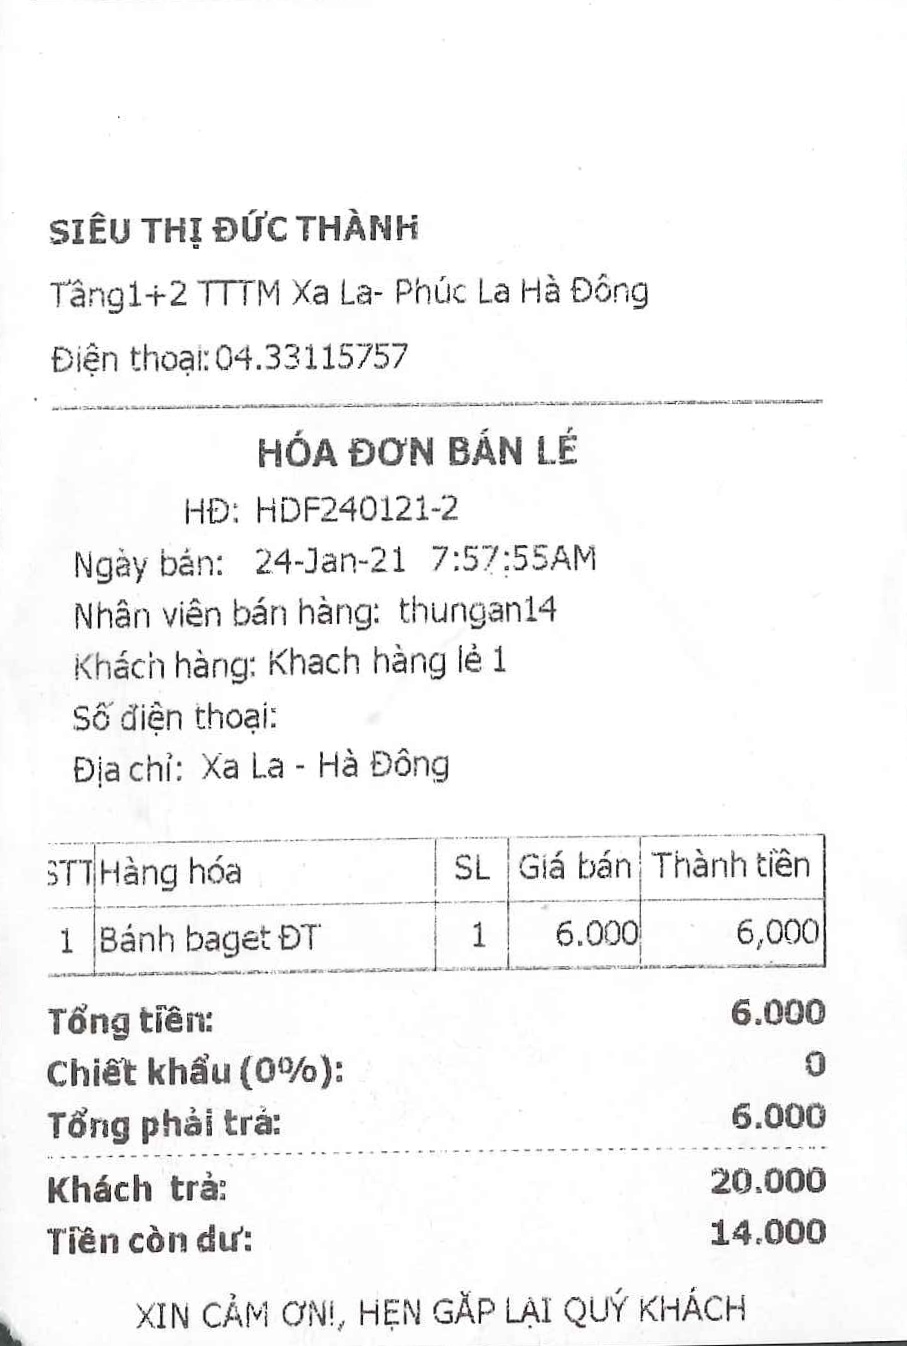 SIÊU THỊ ĐỨC THÀNH
Tầng1+2 TTTM Xa La- Phúc La Hà Đông
Điện thoại:04.33115757
HÓA ĐƠN BÁN LẺ
HĐ: HDF240121-2
Ngày bán: 24-Jan-21 7:57:55AM
Nhân viên bán hàng: thungan14
Khách hàng: Khach hàng lẻ 1
Số điện thoại:
Địa chỉ: Xa La - Hà Đông
STT Hàng hóa SL Giá bán Thành tiền
1 Bánh baget ĐT 1 6.000 6,000
Tổng tiền: 6.000
Chiết khấu (0%): 0
Tổng phải trả: 6.000
Khách trả: 20.000
Tiền còn dư: 14.000
XIN CẢM ƠN!, HẸN GẶP LẠI QUÝ KHÁCH